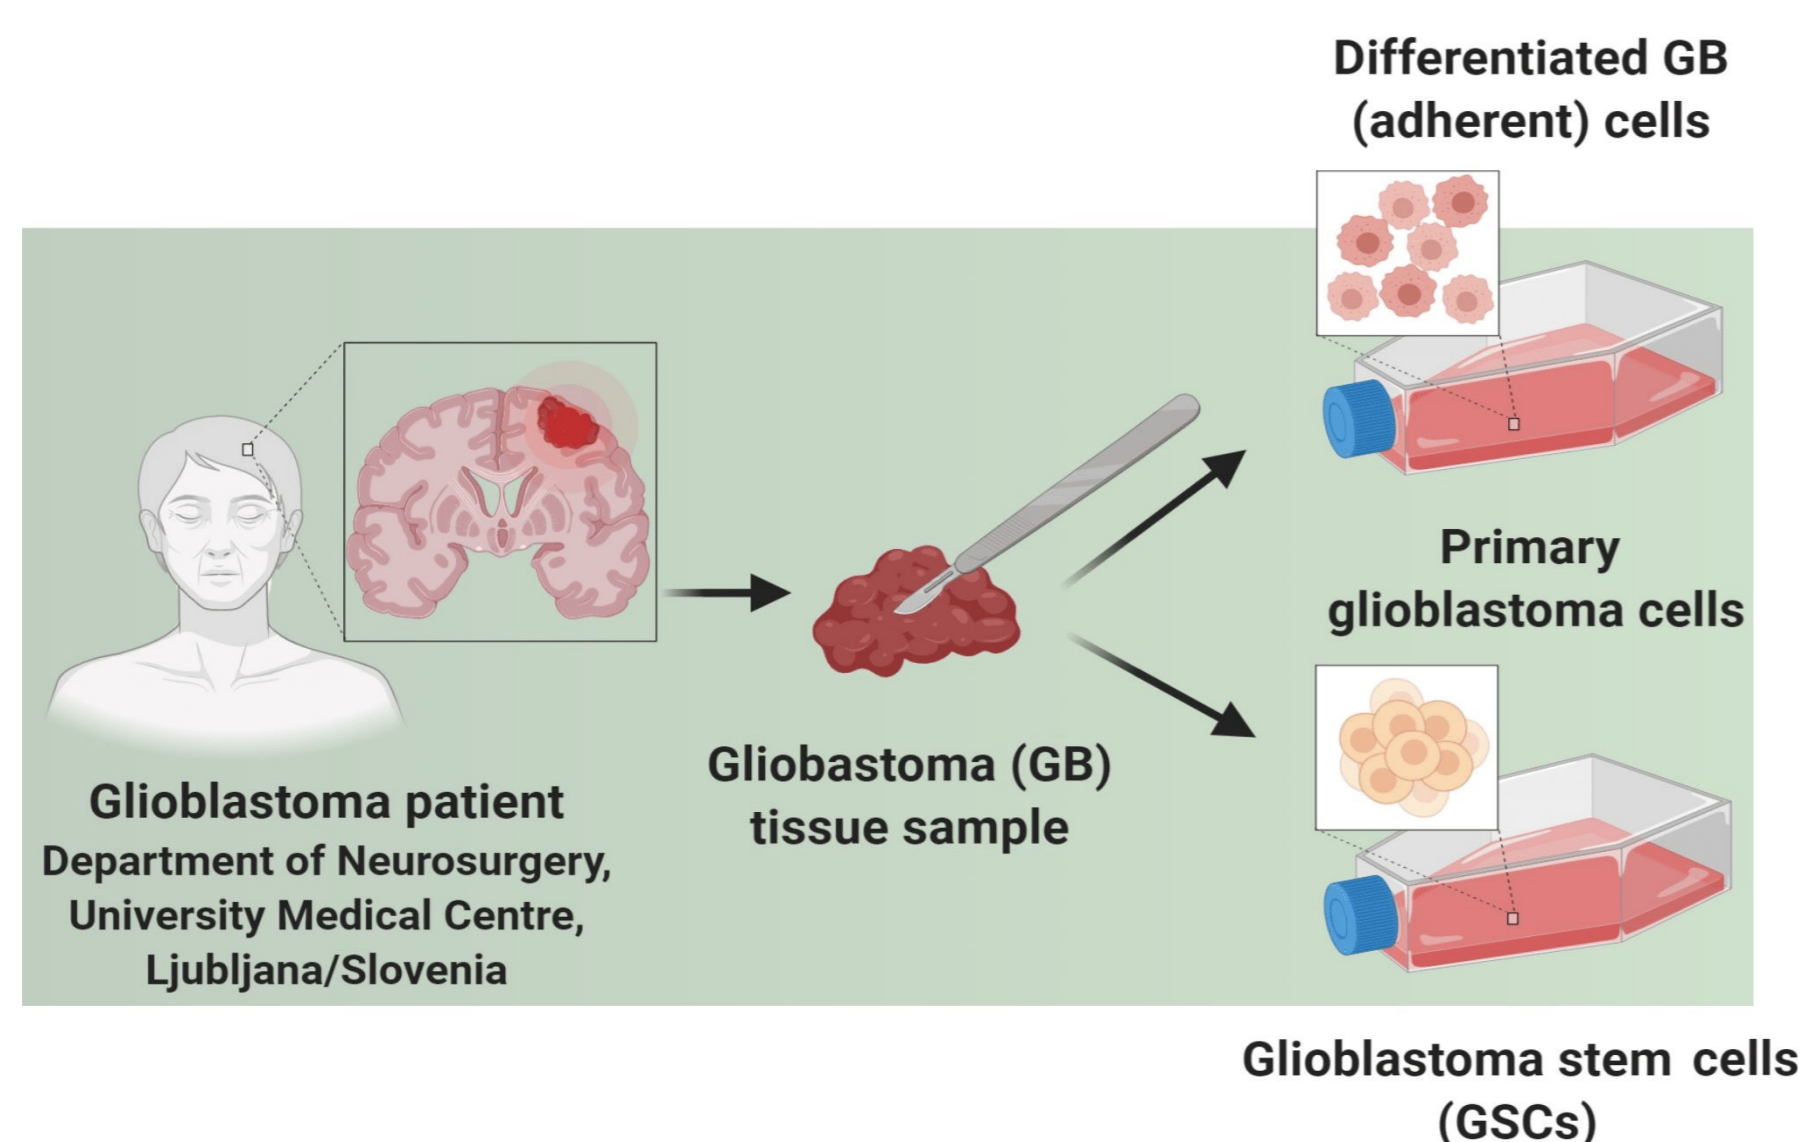 Differentiated GB
(adherent) cells
Primary
glioblastoma cells
Gliobastoma (GB)
tissue sample
Glioblastoma patient
Department of Neurosurgery,
University Medical Centre,
Ljubljana/Slovenia
Glioblastoma stem cells
(GSCs)